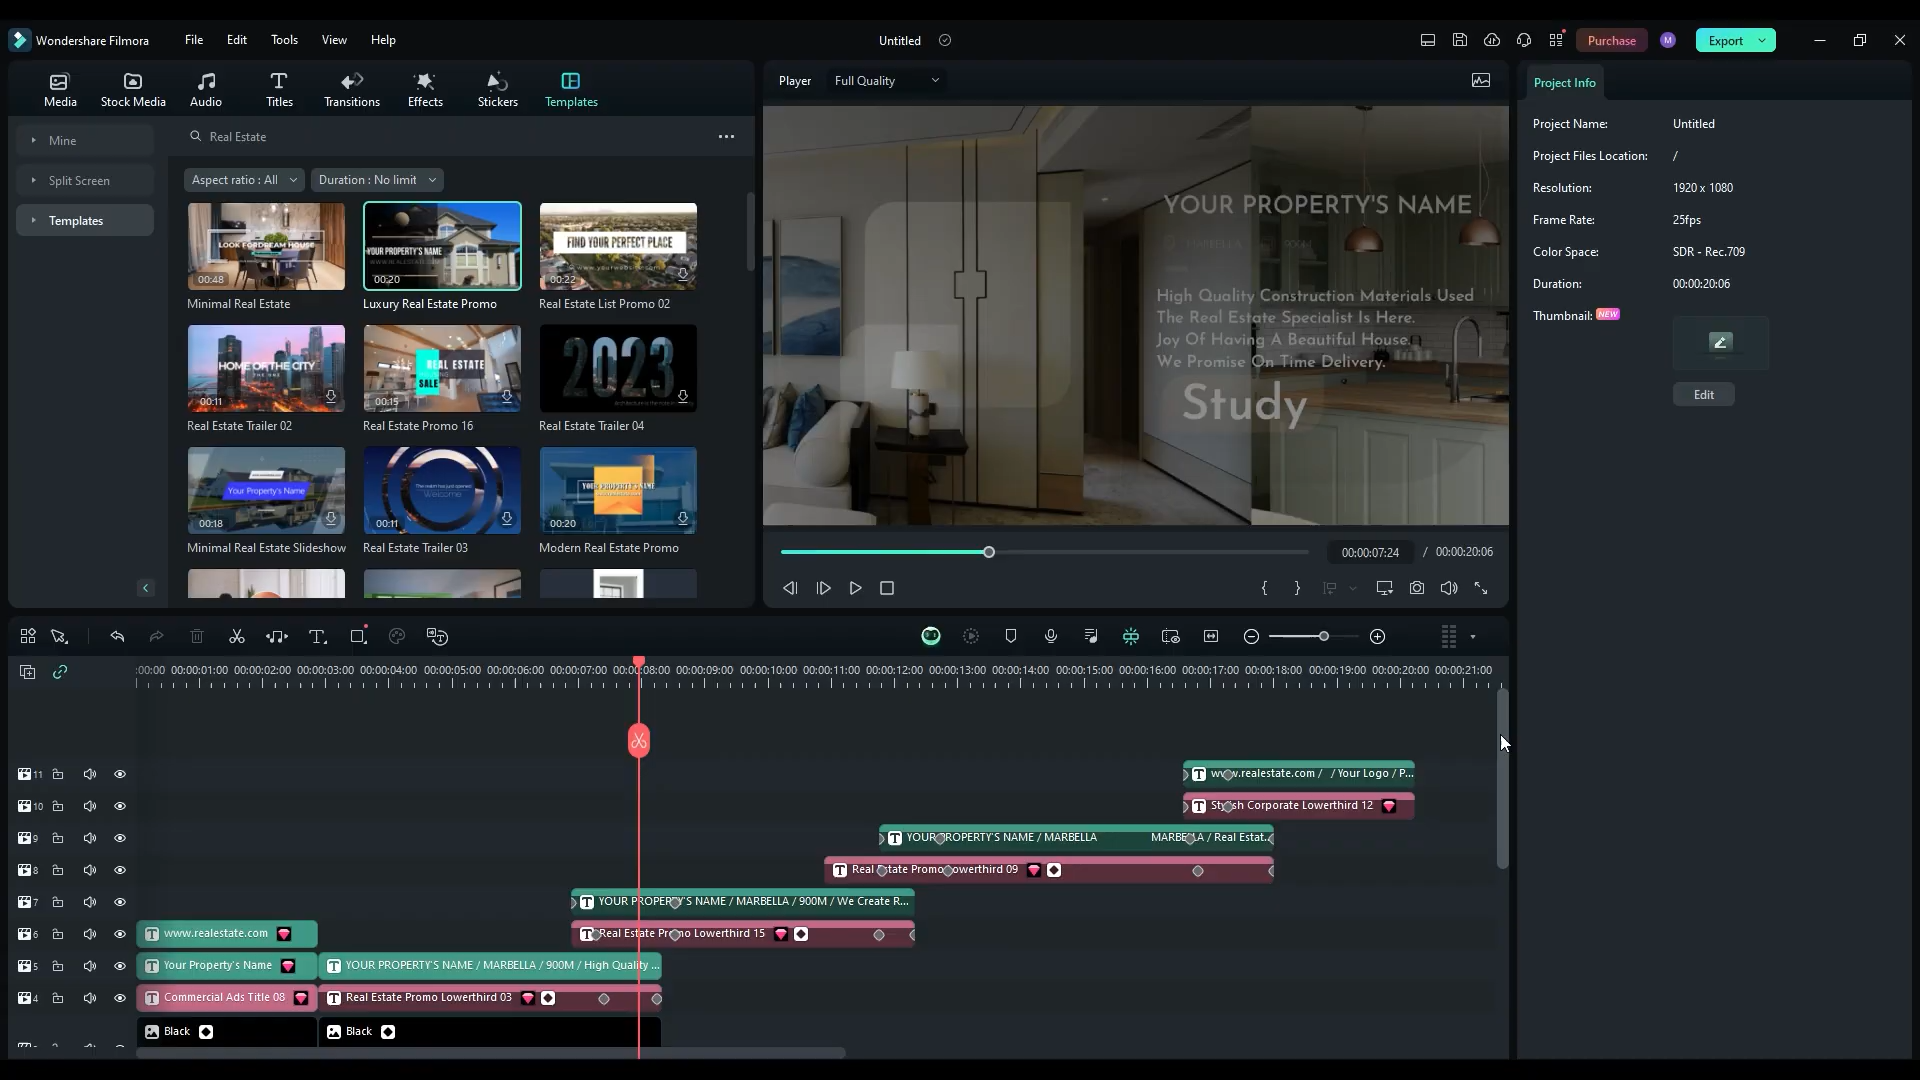 Wondershare Filmora
File
Edit
Tools
View
Help
Untitled
Purchase
M
Export
Media
Stock Media
Audio
Titles
Transitions
Effects
Stickers
Templates
Player
Full Quality
Project Info
Mine
Split Screen
Templates
Real Estate
Aspect ratio : All
Duration : No limit
00:48
Minimal Real Estate
YOUR PROPERTY'S NAME
00:20
Luxury Real Estate Promo
FIND YOUR PERFECT PLACE
00:22
Real Estate List Promo 02
HOME OF THE CITY
00:11
Real Estate Trailer 02
REAL ESTATE
SALE
00:15
Real Estate Promo 16
2023
Real Estate Trailer 04
Your Property's Name
00:18
Minimal Real Estate Slideshow
Welcome
00:11
Real Estate Trailer 03
YOUR PROPERTY'S NAME
00:20
Modern Real Estate Promo
YOUR PROPERTY'S NAME
MARBELLA
900M
High Quality Construction Materials Used
The Real Estate Specialist Is Here.
Joy Of Having A Beautiful House.
We Promise On Time Delivery.
Study
00:00:07:24 / 00:00:20:06
Project Name: Untitled
Project Files Location: /
Resolution: 1920 x 1080
Frame Rate: 25fps
Color Space: SDR - Rec.709
Duration: 00:00:20:06
Thumbnail: NEW
Edit
:00:00 00:00:01:00 00:00:02:00 00:00:03:00 00:00:04:00 00:00:05:00 00:00:06:00 00:00:07:00 00:00:08:00 00:00:09:00 00:00:10:00 00:00:11:00 00:00:12:00 00:00:13:00 00:00:14:00 00:00:15:00 00:00:16:00 00:00:17:00 00:00:18:00 00:00:19:00 00:00:20:00 00:00:21:00
11 www.realestate.com / / Your Logo / P...
10 Stylish Corporate Lowerthird 12
9 YOUR PROPERTY'S NAME / MARBELLA MARBELLA / Real Estat...
8 Real Estate Promo Lowerthird 09
7 YOUR PROPERTY'S NAME / MARBELLA / 900M / We Create R...
6 www.realestate.com Real Estate Promo Lowerthird 15
5 Your Property's Name YOUR PROPERTY'S NAME / MARBELLA / 900M / High Quality ...
4 Commercial Ads Title 08 Real Estate Promo Lowerthird 03
Black Black